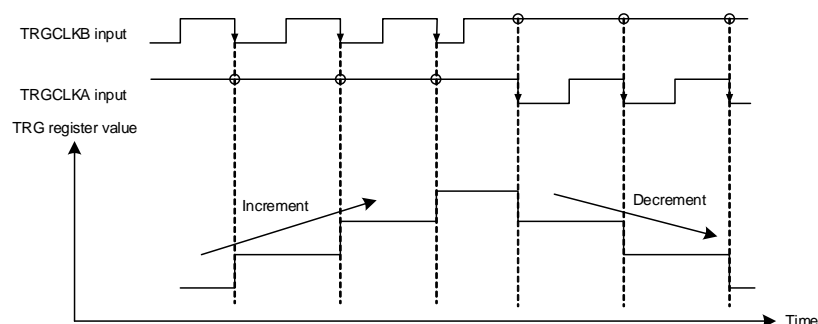 TRGCLKB input
TRGCLKA input
TRG register value
Increment
Decrement
Time